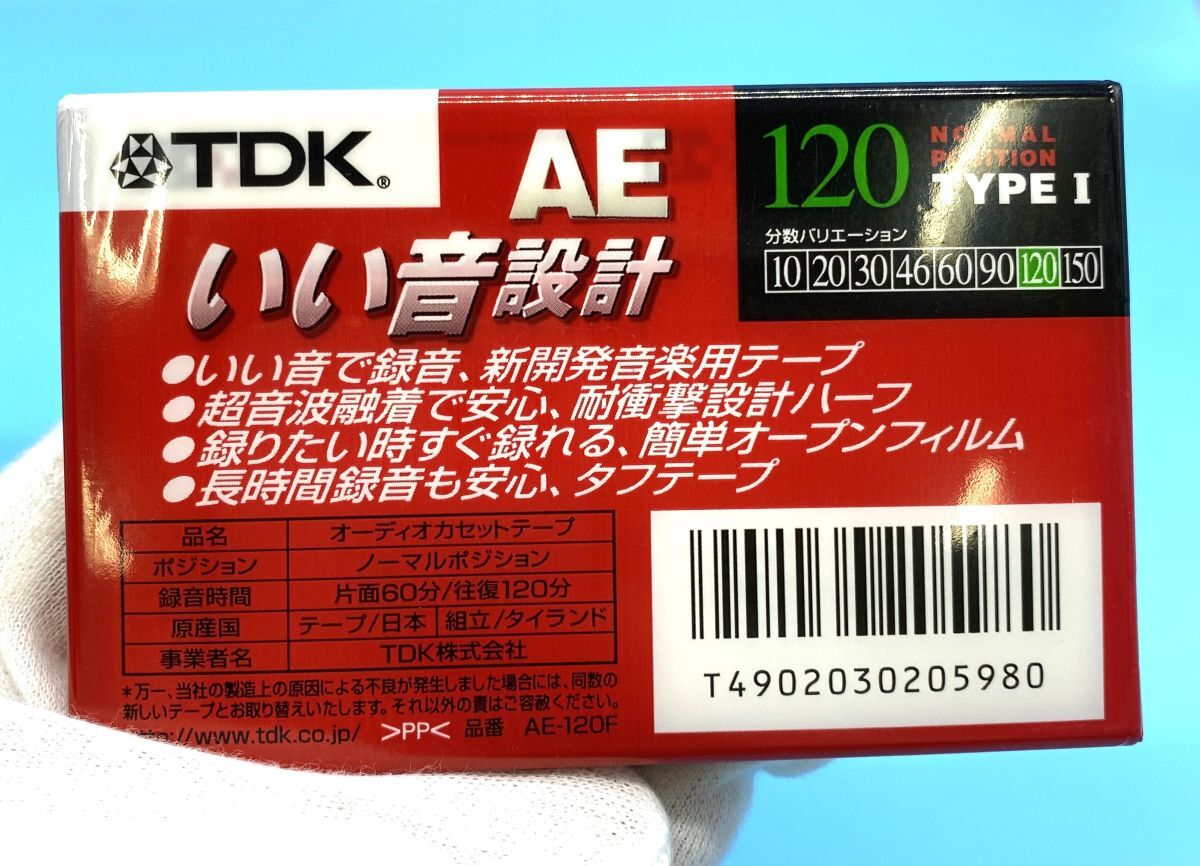 TDK®
AE
いい音設計
120 NORMAL POSITION TYPE I
分数バリエーション
10 20 30 46 60 90 120 150
●いい音で録音、新開発音楽用テープ
●超音波融着で安心、耐衝撃設計ハーフ
●録りたい時すぐ録れる、簡単オープンフィルム
●長時間録音も安心、タフテープ
品名 オーディオカセットテープ
ポジション ノーマルポジション
録音時間 片面60分/往復120分
原産国 テープ/日本 組立/タイランド
事業者名 TDK株式会社
*万一、当社の製造上の原因による不良が発生しました場合には、同数の
新しいテープとお取り替えいたします。それ以外の責はご容赦ください。
http://www.tdk.co.jp/ >PP< 品番 AE-120F
T4902030205980